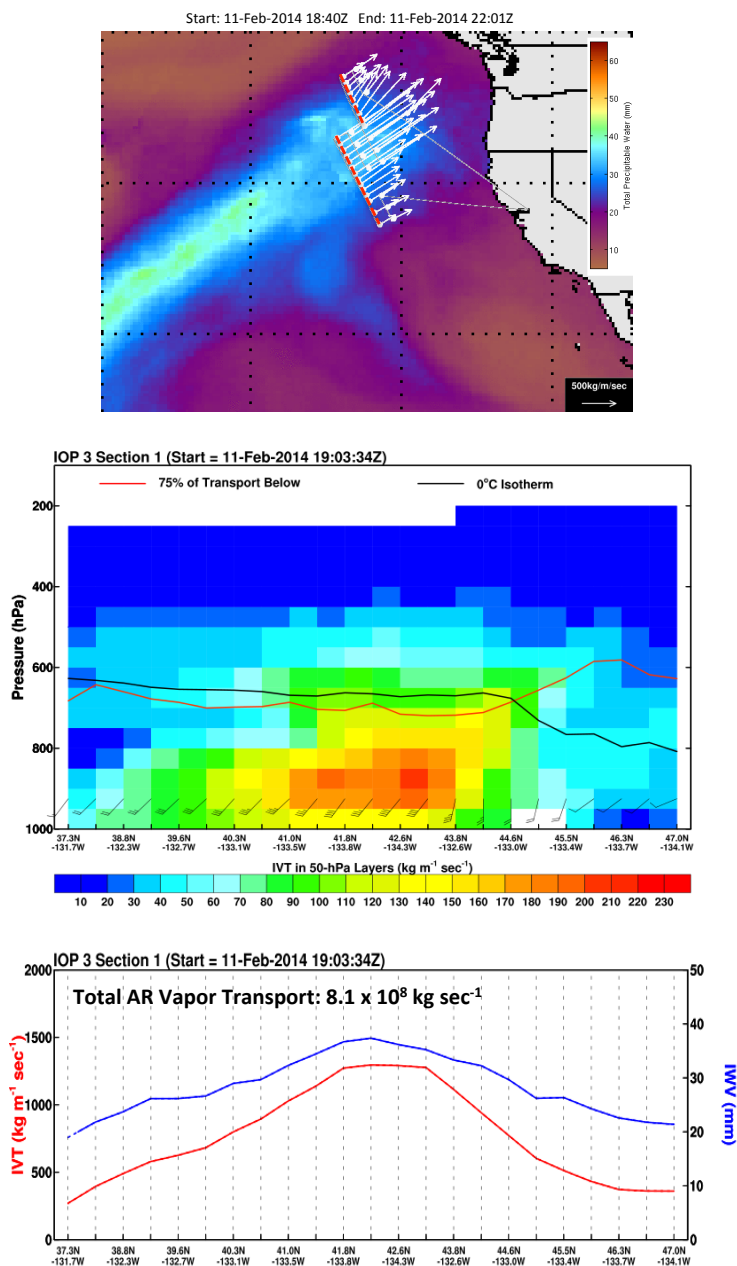 Start: 11-Feb-2014 18:40Z End: 11-Feb-2014 22:01Z
60
50
40
30
20
10
Total Precipitable Water (mm)
500kg/m/sec
IOP 3 Section 1 (Start = 11-Feb-2014 19:03:34Z)
75% of Transport Below
0°C Isotherm
Pressure (hPa)
200
400
600
800
1000
37.3N 38.8N 39.6N 40.3N 41.0N 41.8N 42.6N 43.6N 44.6N 45.5N 46.3N 47.0N
-131.7W -132.3W -132.7W -133.1W -133.5W -133.8W -134.3W -132.6W -133.0W -133.4W -133.7W -134.1W
IVT in 50-hPa Layers (kg m⁻¹ sec⁻¹)
10 20 30 40 50 60 70 80 90 100 110 120 130 140 150 160 170 180 190 200 210 220 230
IOP 3 Section 1 (Start = 11-Feb-2014 19:03:34Z)
Total AR Vapor Transport: 8.1 x 10⁸ kg sec⁻¹
IVT (kg m⁻¹ sec⁻¹)
2000
1500
1000
500
0
50
40
30
20
10
0
IWV (mm)
37.3N 38.8N 39.6N 40.3N 41.0N 41.8N 42.6N 43.6N 44.6N 45.5N 46.3N 47.0N
-131.7W -132.3W -132.7W -133.1W -133.5W -133.8W -134.3W -132.6W -133.0W -133.4W -133.7W -134.1W